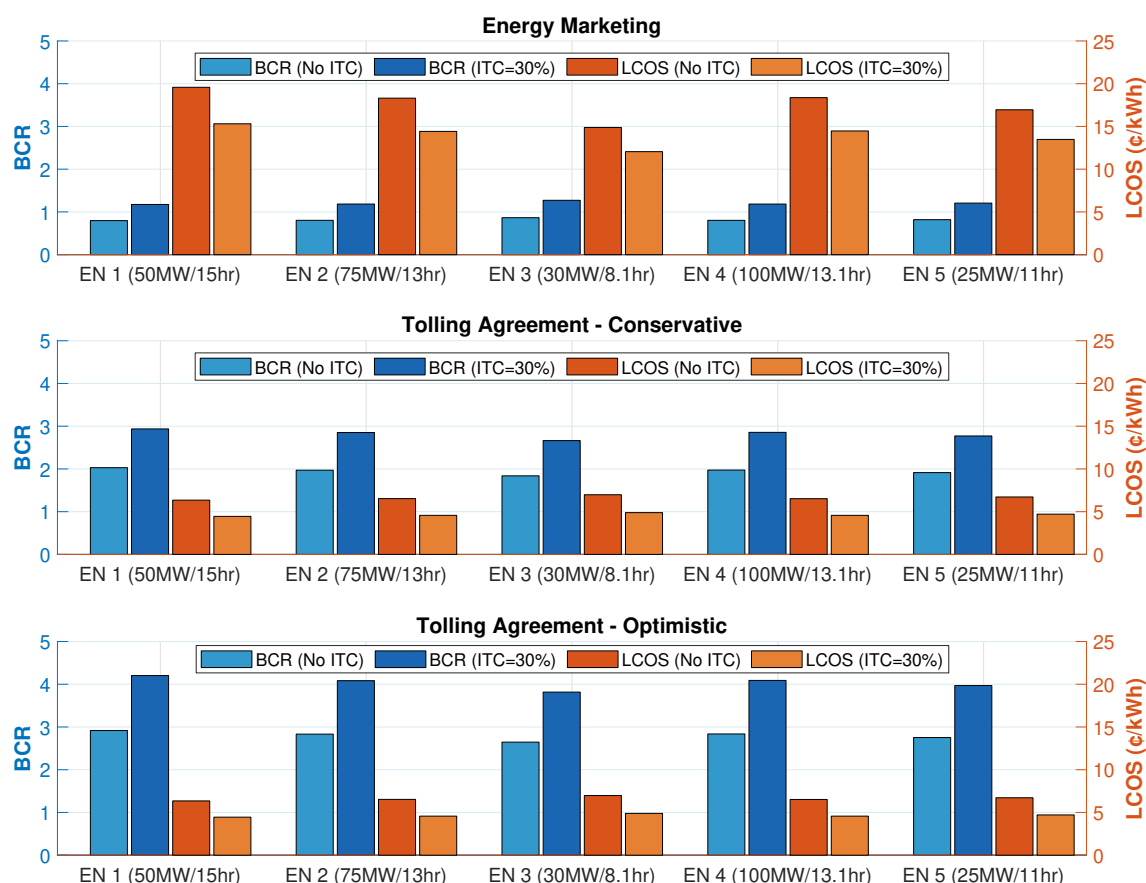 Energy Marketing
BCR (No ITC) BCR (ITC=30%) LCOS (No ITC) LCOS (ITC=30%)
BCR
5
4
3
2
1
0
25
20
15
10
5
0
LCOS (¢/kWh)
EN 1 (50MW/15hr) EN 2 (75MW/13hr) EN 3 (30MW/8.1hr) EN 4 (100MW/13.1hr) EN 5 (25MW/11hr)
Tolling Agreement - Conservative
BCR (No ITC) BCR (ITC=30%) LCOS (No ITC) LCOS (ITC=30%)
BCR
5
4
3
2
1
0
25
20
15
10
5
0
LCOS (¢/kWh)
EN 1 (50MW/15hr) EN 2 (75MW/13hr) EN 3 (30MW/8.1hr) EN 4 (100MW/13.1hr) EN 5 (25MW/11hr)
Tolling Agreement - Optimistic
BCR (No ITC) BCR (ITC=30%) LCOS (No ITC) LCOS (ITC=30%)
BCR
5
4
3
2
1
0
25
20
15
10
5
0
LCOS (¢/kWh)
EN 1 (50MW/15hr) EN 2 (75MW/13hr) EN 3 (30MW/8.1hr) EN 4 (100MW/13.1hr) EN 5 (25MW/11hr)